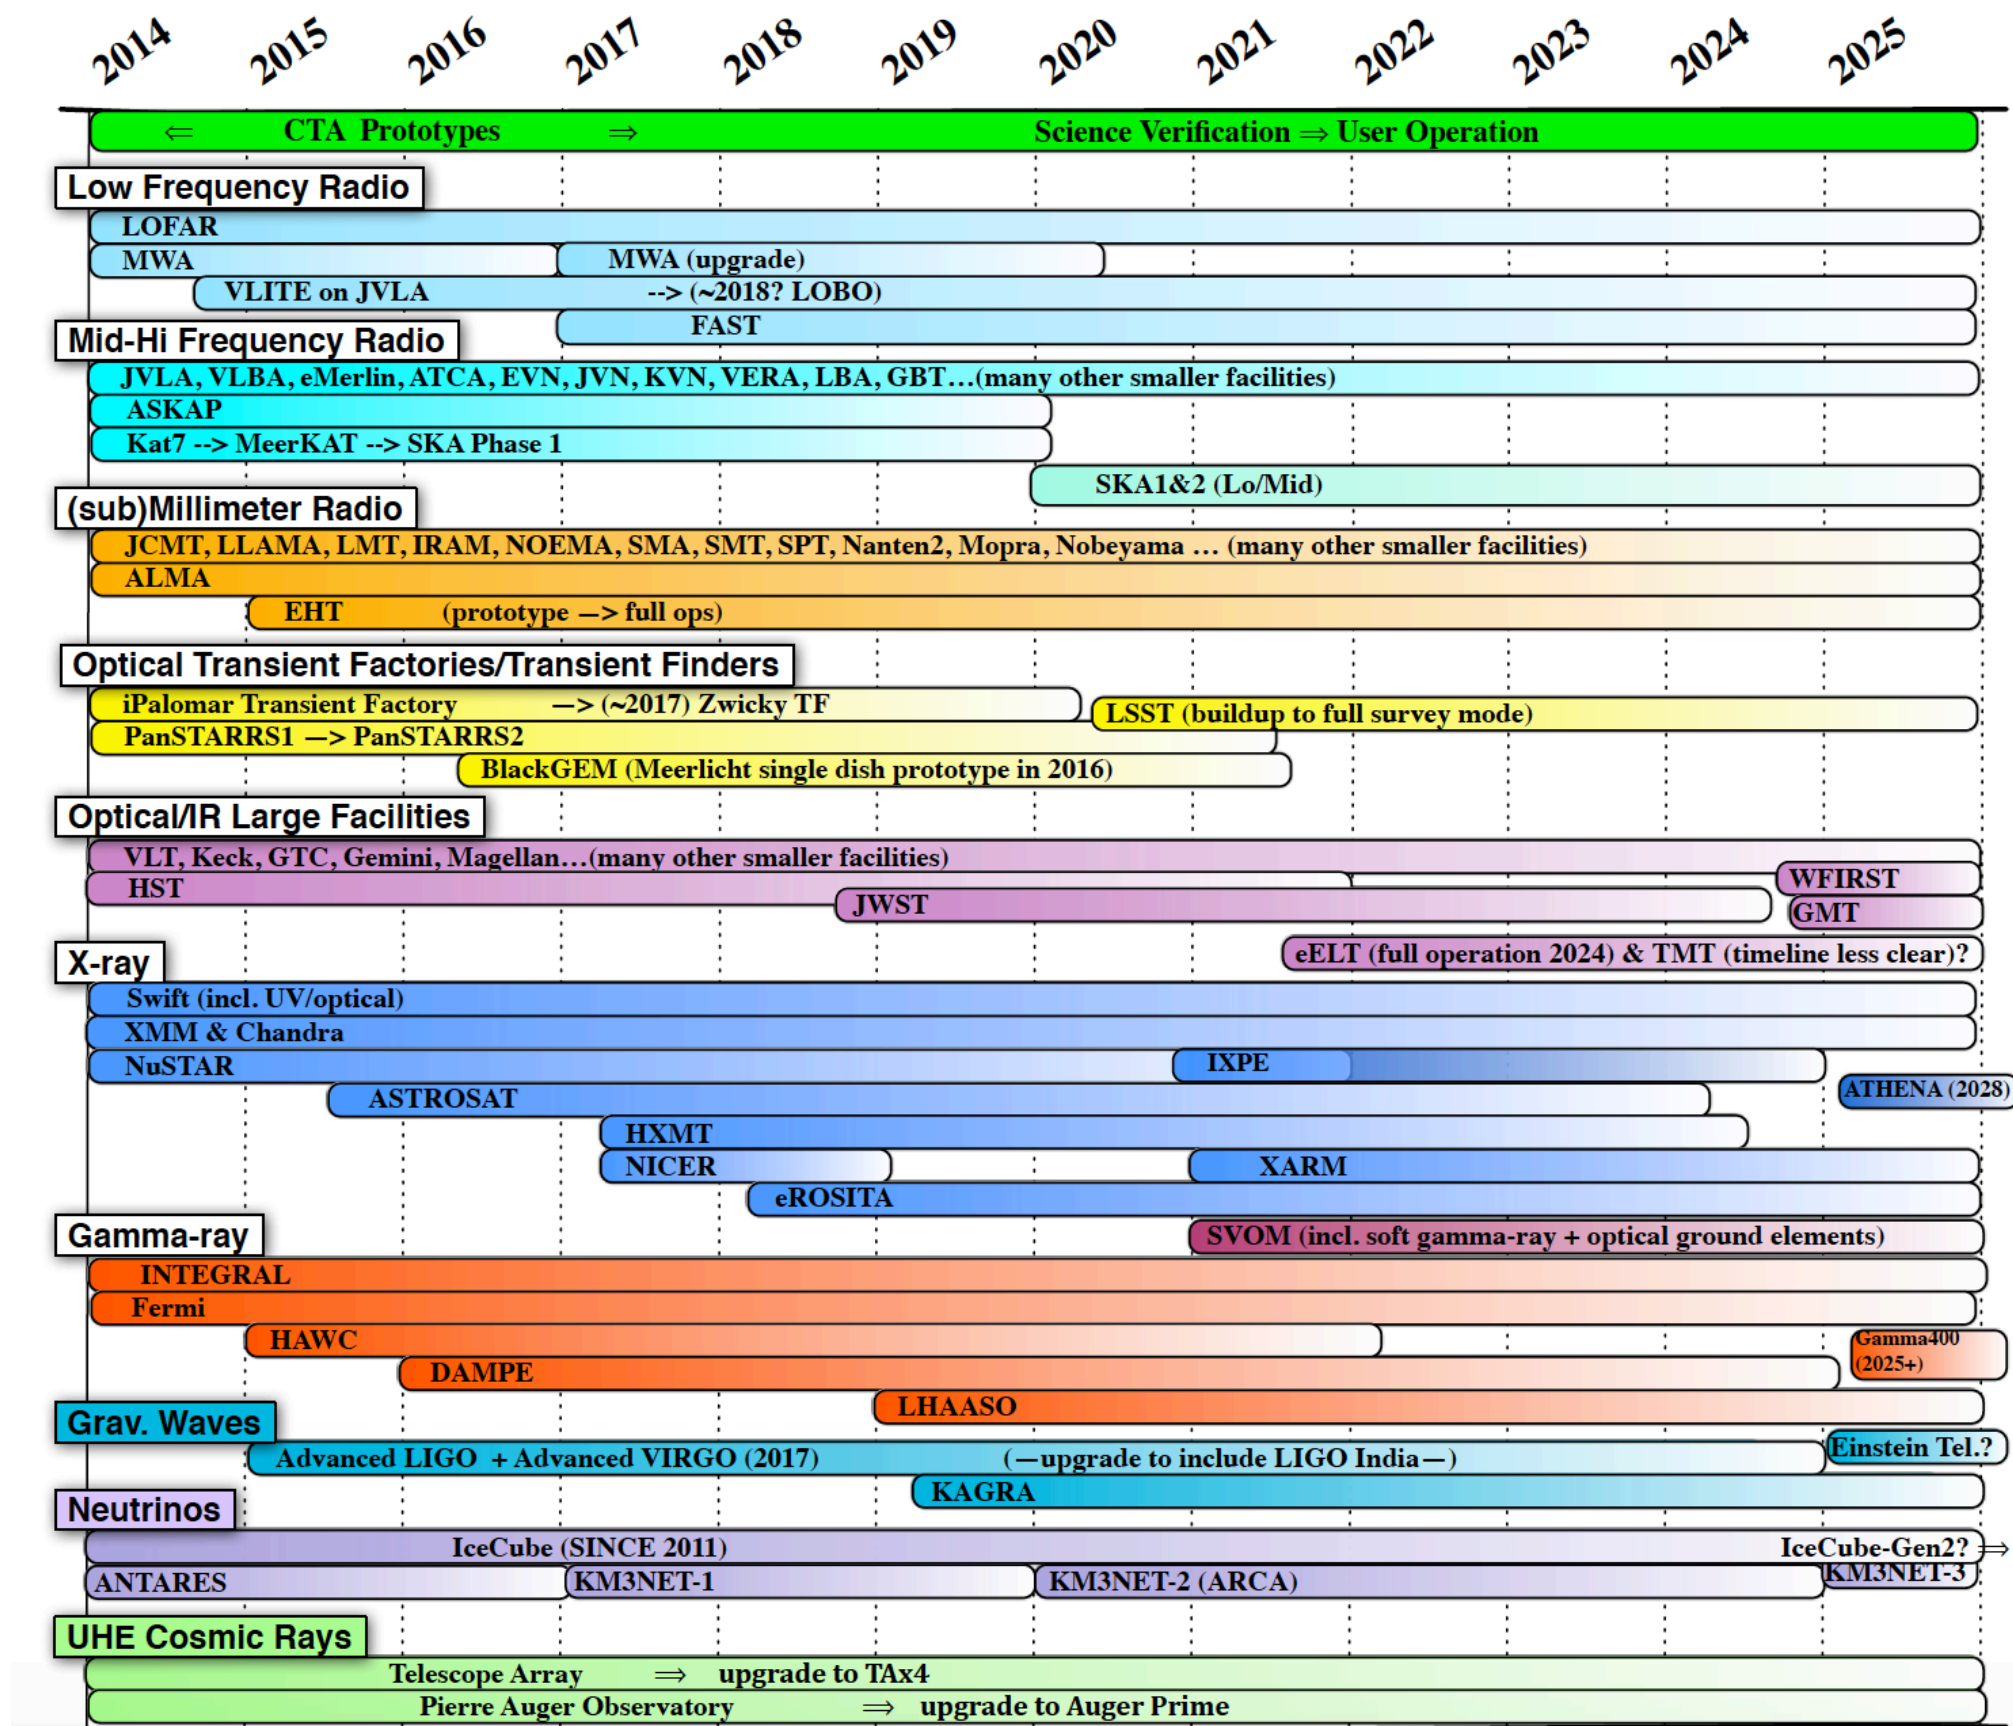 2014 2015 2016 2017 2018 2019 2020 2021 2022 2023 2024 2025
⇐ CTA Prototypes ⇒ Science Verification ⇒ User Operation
Low Frequency Radio
LOFAR
MWA MWA (upgrade)
VLITE on JVLA --> (~2018? LOBO)
FAST
Mid-Hi Frequency Radio
JVLA, VLBA, eMerlin, ATCA, EVN, JVN, KVN, VERA, LBA, GBT…(many other smaller facilities)
ASKAP
Kat7 --> MeerKAT --> SKA Phase 1
SKA1&2 (Lo/Mid)
(sub)Millimeter Radio
JCMT, LLAMA, LMT, IRAM, NOEMA, SMA, SMT, SPT, Nanten2, Mopra, Nobeyama … (many other smaller facilities)
ALMA
EHT (prototype —> full ops)
Optical Transient Factories/Transient Finders
iPalomar Transient Factory —> (~2017) Zwicky TF
LSST (buildup to full survey mode)
PanSTARRS1 —> PanSTARRS2
BlackGEM (Meerlicht single dish prototype in 2016)
Optical/IR Large Facilities
VLT, Keck, GTC, Gemini, Magellan…(many other smaller facilities)
HST
WFIRST
JWST
GMT
eELT (full operation 2024) & TMT (timeline less clear)?
X-ray
Swift (incl. UV/optical)
XMM & Chandra
NuSTAR IXPE
ASTROSAT
ATHENA (2028)
HXMT
NICER XARM
eROSITA
Gamma-ray
SVOM (incl. soft gamma-ray + optical ground elements)
INTEGRAL
Fermi
HAWC
Gamma400
(2025+)
DAMPE
LHAASO
Grav. Waves
Advanced LIGO + Advanced VIRGO (2017) (—upgrade to include LIGO India—)
Einstein Tel.?
KAGRA
Neutrinos
IceCube (SINCE 2011) IceCube-Gen2? ⇒
ANTARES KM3NET-1 KM3NET-2 (ARCA) KM3NET-3
UHE Cosmic Rays
Telescope Array ⇒ upgrade to TAx4
Pierre Auger Observatory ⇒ upgrade to Auger Prime